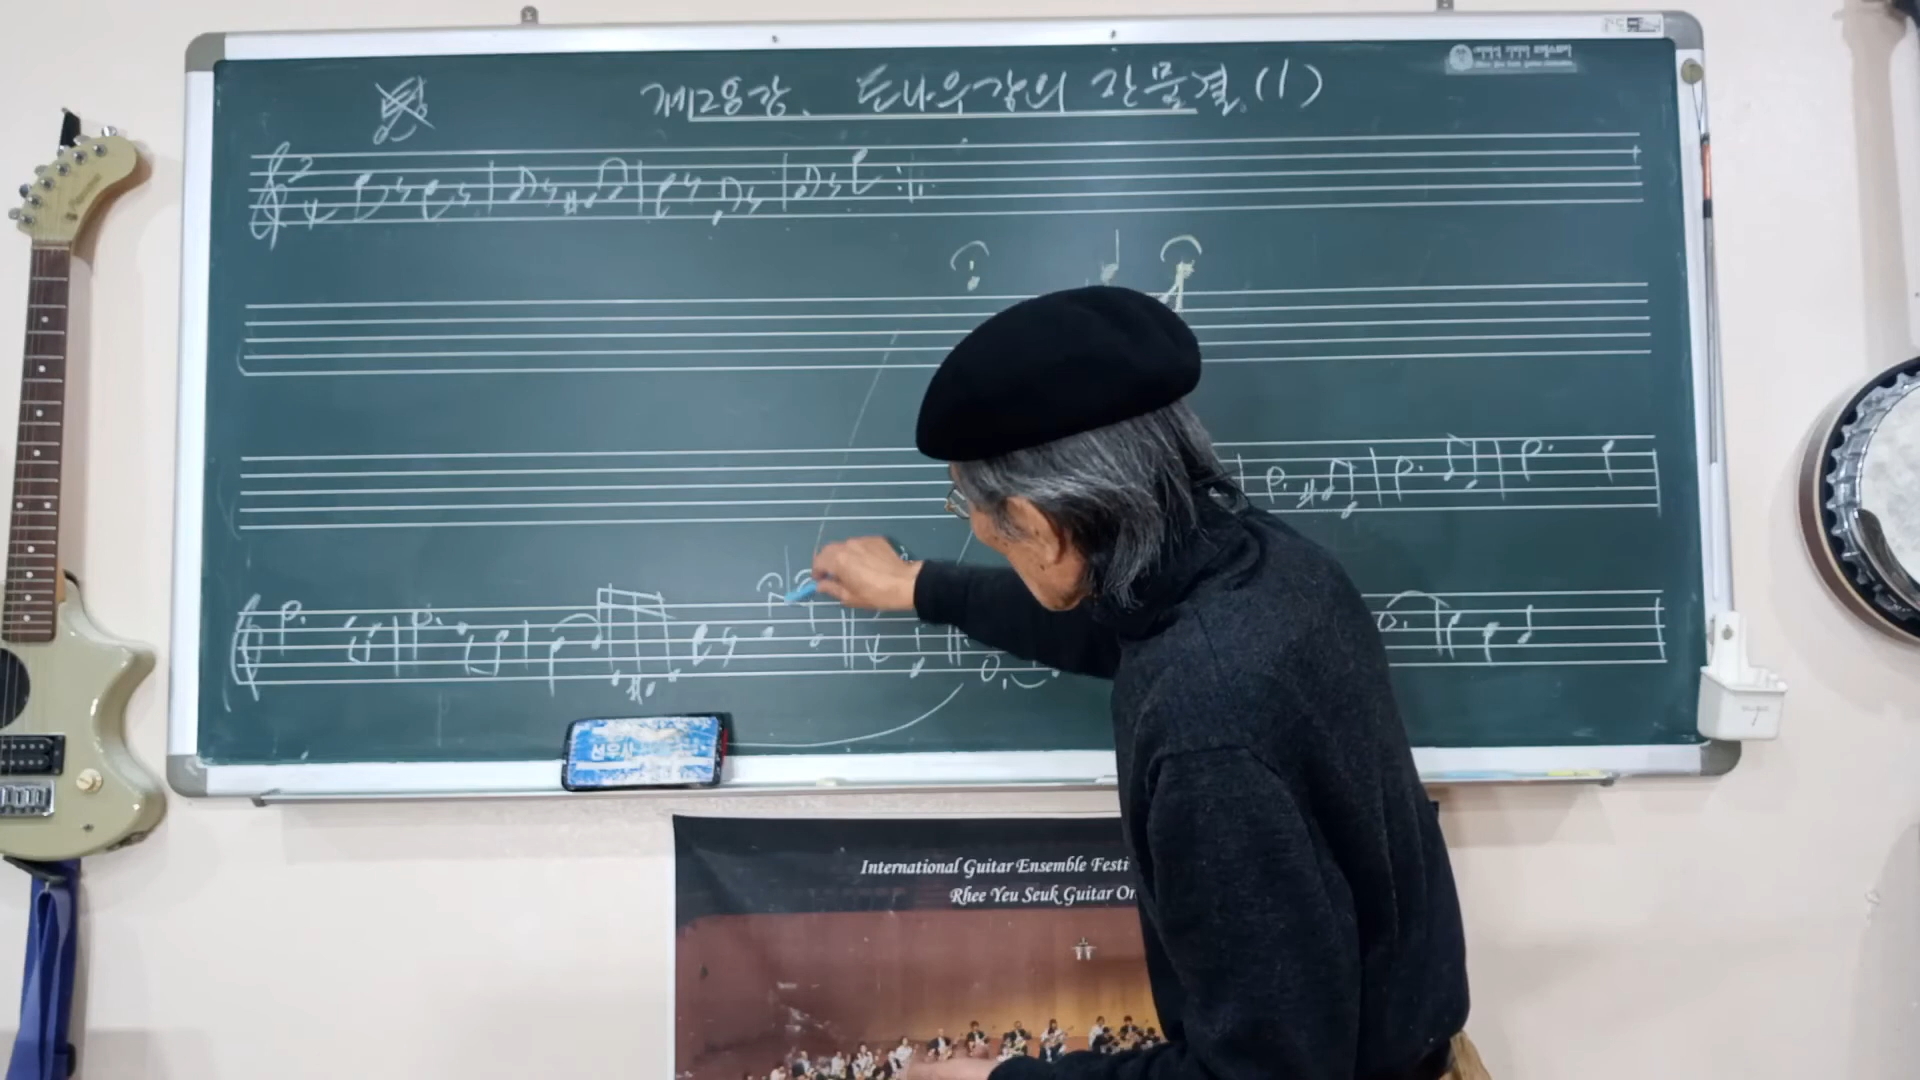 제28강. 도나우강의 잔물결.(1)
International Guitar Ensemble Festi
Rhee Yeu Seuk Guitar Or